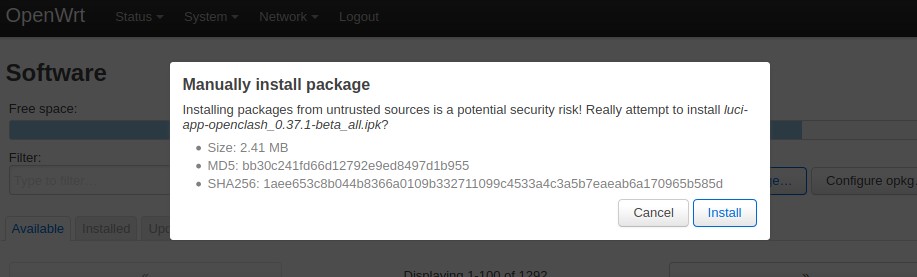 OpenWrt Status System Network Logout
Software
Manually install package
Free space:
Installing packages from untrusted sources is a potential security risk! Really attempt to install luci-
app-openclash_0.37.1-beta_all.ipk?
Size: 2.41 MB
Filter:
MD5: bb30c241fd66d12792e9ed8497d1b955
Type to filter...
SHA256: 1aee653c8b044b8366a0109b332711099c4533a4c3a5b7eaeab6a170965b585d
Configure opkg...
Cancel Install
Available Installed
Displaying 1-100 of 1292
« »